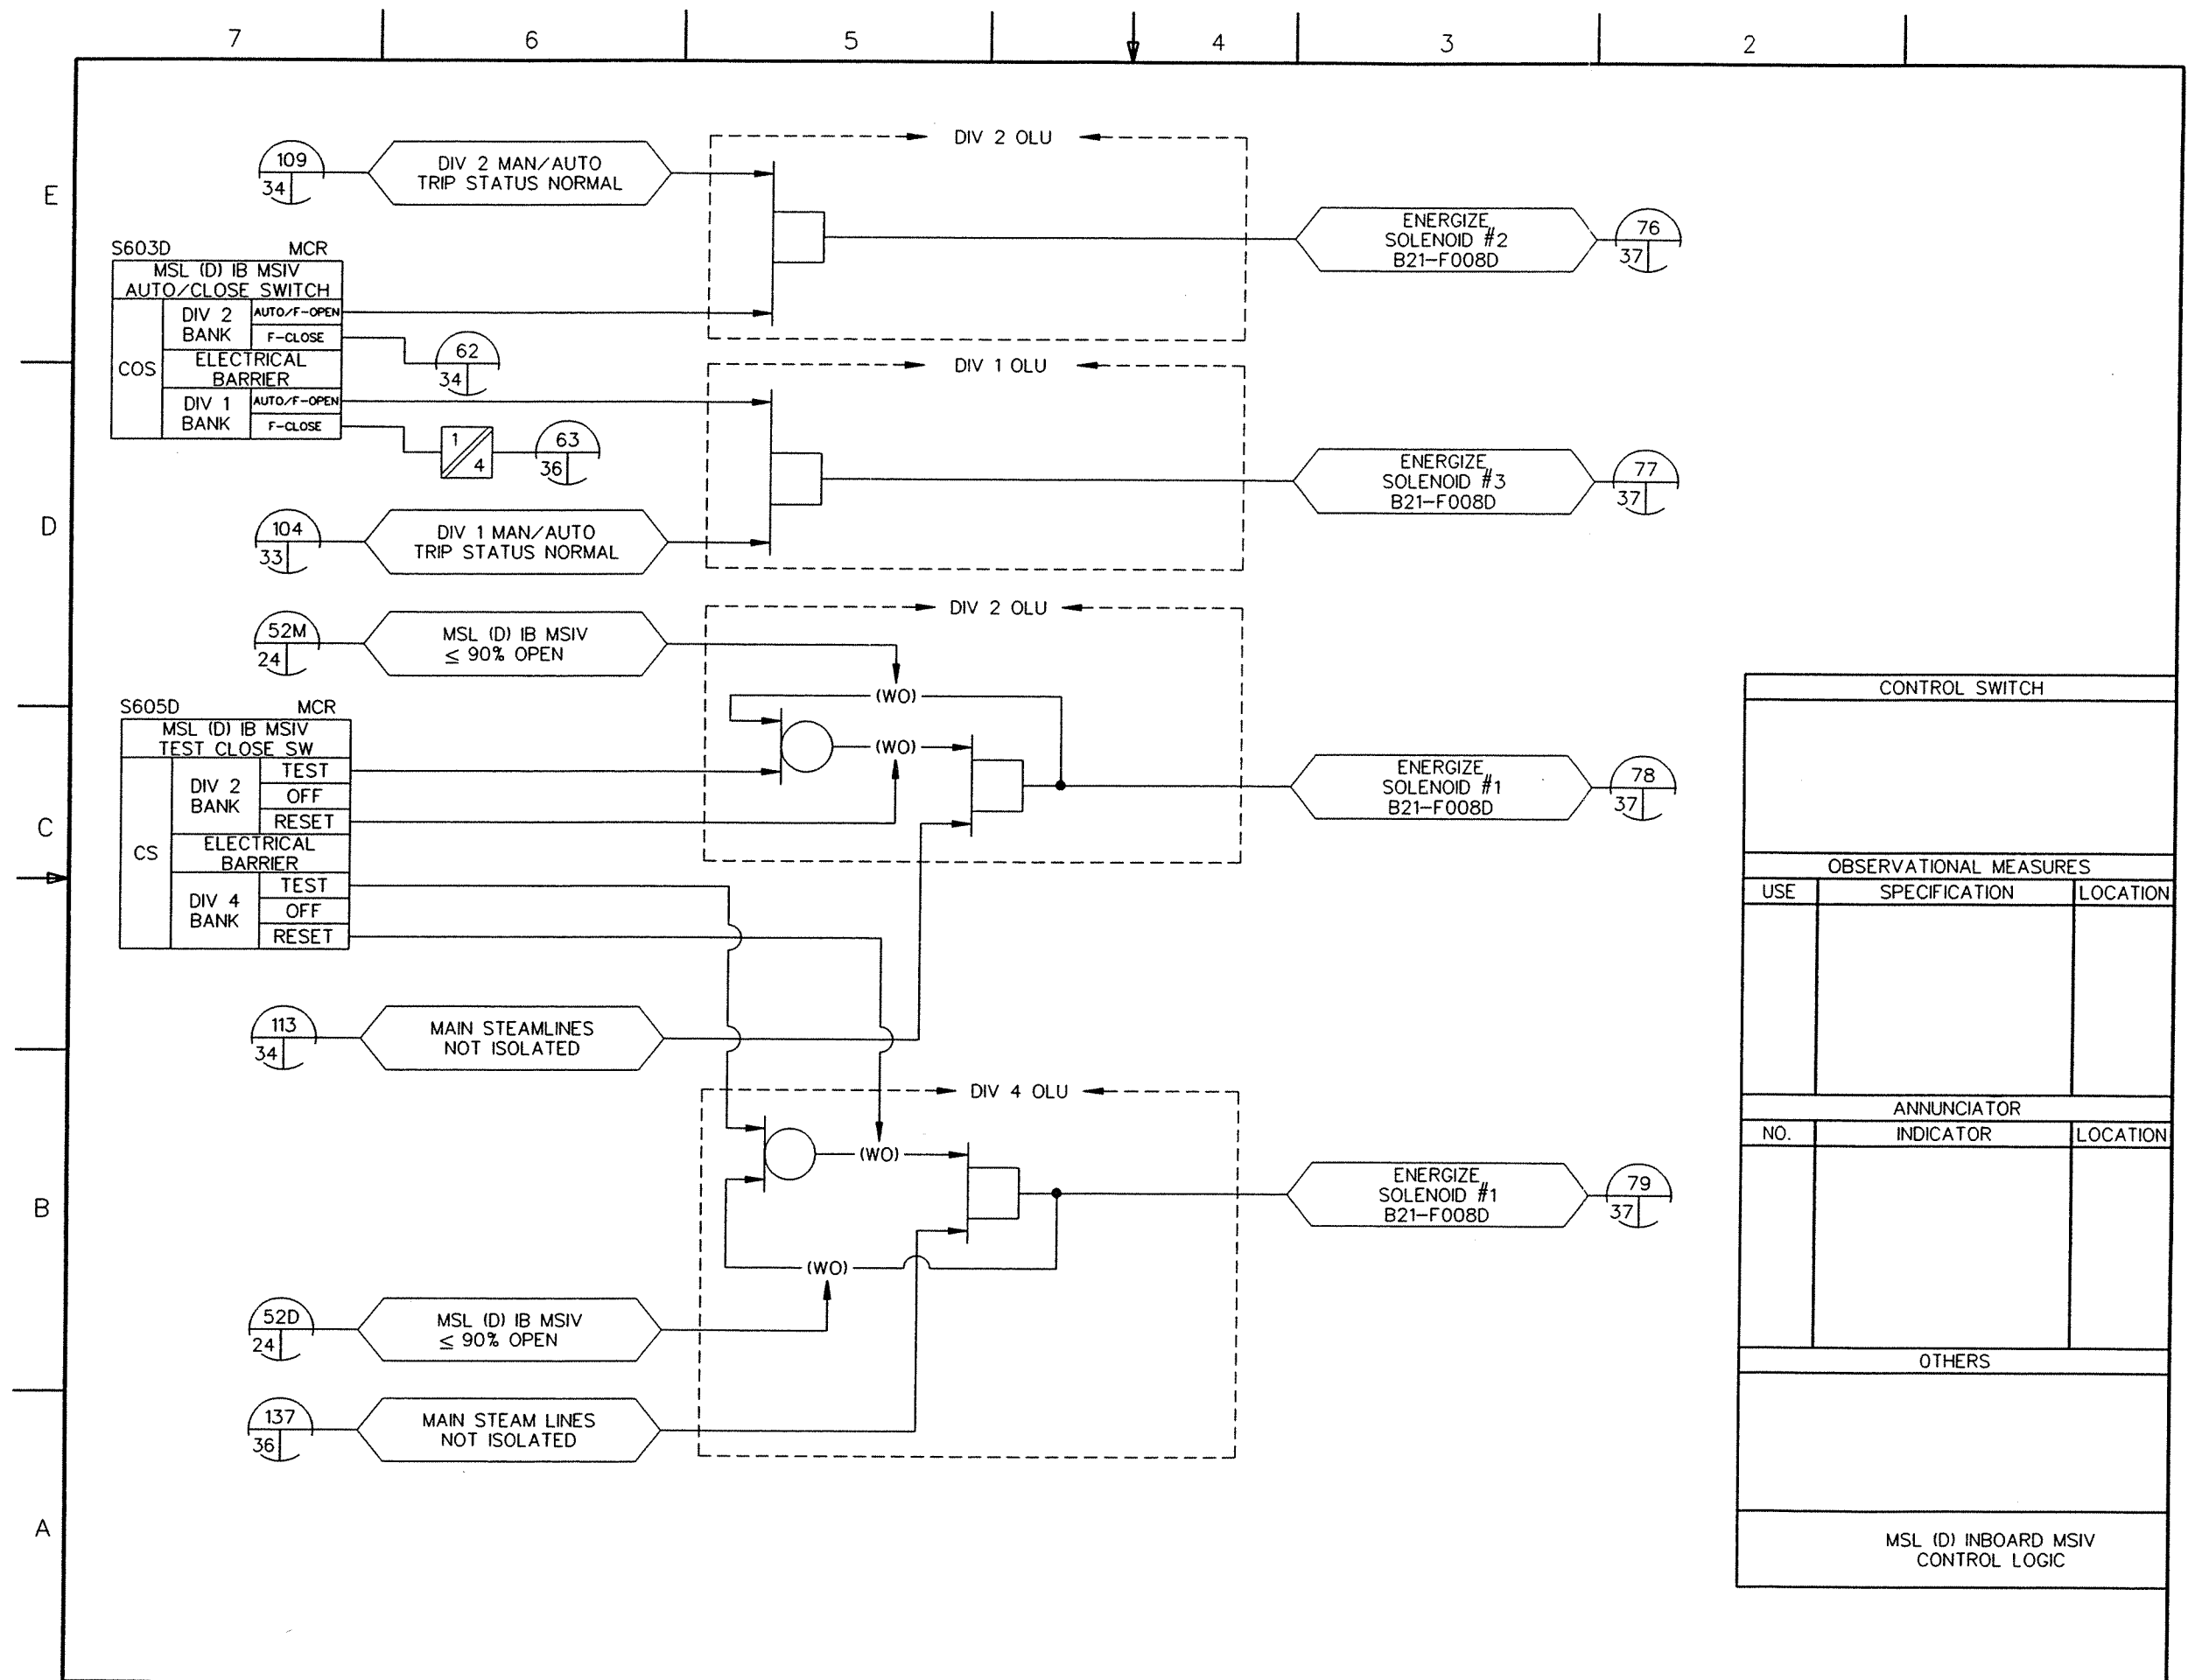 7 6 5 4 3 2
E
D
C
B
A
DIV 2 OLU
109
34
DIV 2 MAN/AUTO
TRIP STATUS NORMAL
ENERGIZE
SOLENOID #2
B21-F008D
76
37
S603D MCR
MSL (D) IB MSIV
AUTO/CLOSE SWITCH
COS
DIV 2
BANK
AUTO/F-OPEN
F-CLOSE
ELECTRICAL
BARRIER
DIV 1
BANK
AUTO/F-OPEN
F-CLOSE
62
34
1
4
63
36
DIV 1 OLU
ENERGIZE
SOLENOID #3
B21-F008D
77
37
104
33
DIV 1 MAN/AUTO
TRIP STATUS NORMAL
DIV 2 OLU
52M
24
MSL (D) IB MSIV
≤ 90% OPEN
(WO)
(WO)
S605D MCR
MSL (D) IB MSIV
TEST CLOSE SW
CS
DIV 2
BANK
TEST
OFF
RESET
ELECTRICAL
BARRIER
DIV 4
BANK
TEST
OFF
RESET
ENERGIZE
SOLENOID #1
B21-F008D
78
37
113
34
MAIN STEAMLINES
NOT ISOLATED
DIV 4 OLU
(WO)
(WO)
ENERGIZE
SOLENOID #1
B21-F008D
79
37
52D
24
MSL (D) IB MSIV
≤ 90% OPEN
137
36
MAIN STEAM LINES
NOT ISOLATED
CONTROL SWITCH
OBSERVATIONAL MEASURES
USE SPECIFICATION LOCATION
ANNUNCIATOR
NO. INDICATOR LOCATION
OTHERS
MSL (D) INBOARD MSIV
CONTROL LOGIC